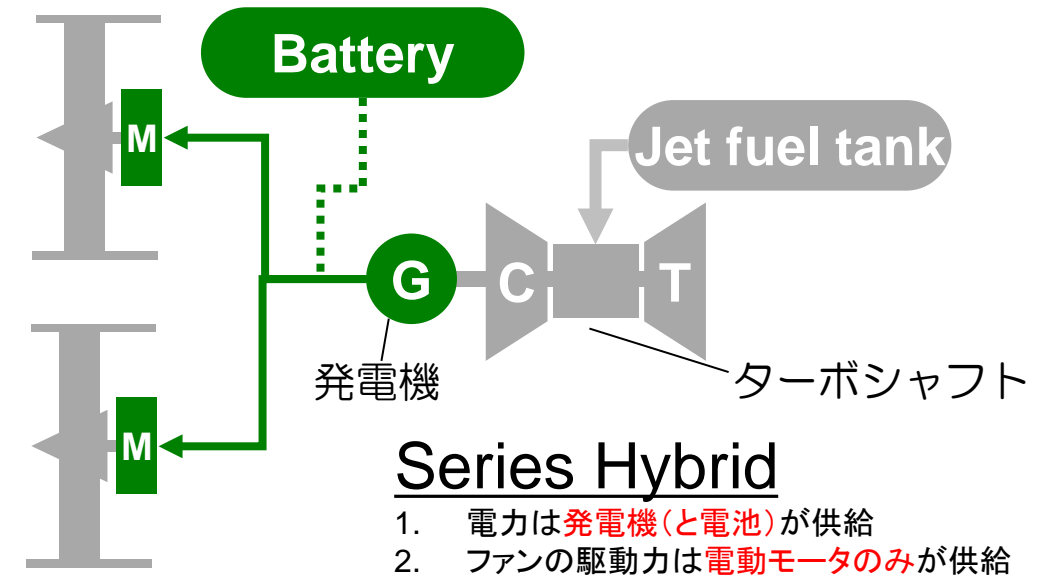 Battery
M
Jet fuel tank
G
C
T
発電機
ターボシャフト
M
Series Hybrid
1. 電力は発電機(と電池)が供給
2. ファンの駆動力は電動モータのみが供給